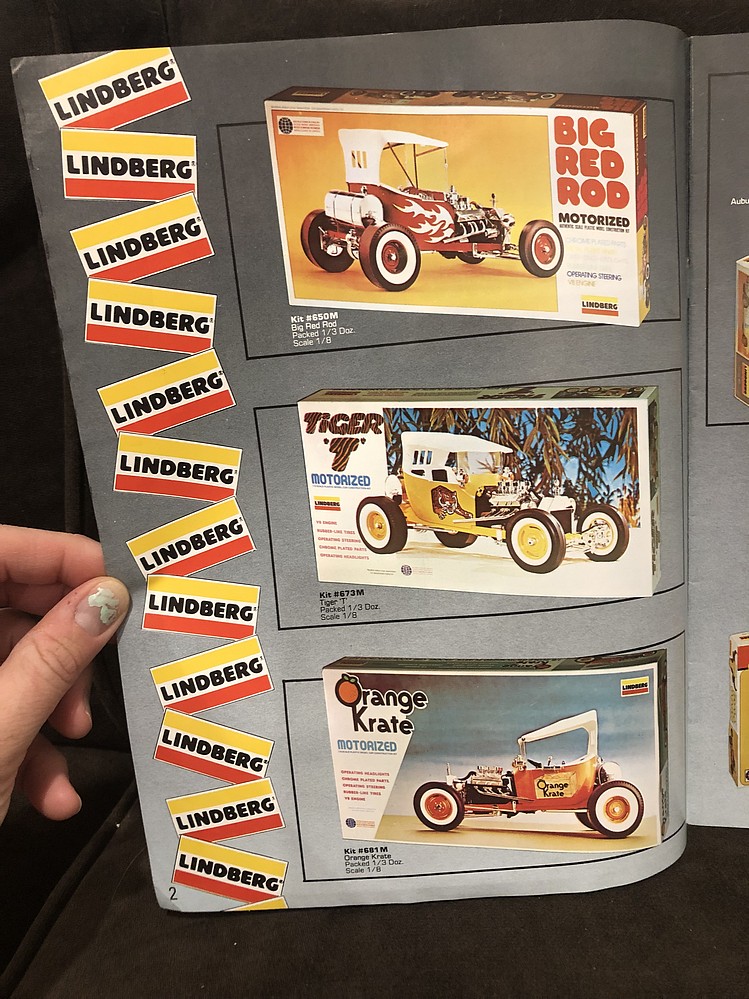 LINDBERG
LINDBERG
LINDBERG
LINDBERG
LINDBERG
LINDBERG
LINDBERG
LINDBERG
LINDBERG
LINDBERG
LINDBERG
LINDBERG
BIG
RED
ROD
MOTORIZED
CHROME PLATED PARTS
OPERATING STEERING
V8 ENGINE
LINDBERG
Kit #650M
Big Red Rod
Packed 1/3 Doz.
Scale 1/8
TIGER
"T"
MOTORIZED
LINDBERG
V8 ENGINE
RUBBER-LIKE TIRES
OPERATING STEERING
CHROME PLATED PARTS
OPERATING HEADLIGHTS
Kit #673M
Tiger "T"
Packed 1/3 Doz.
Scale 1/8
Orange
Krate
MOTORIZED
LINDBERG
OPERATING HEADLIGHTS
CHROME PLATED PARTS
OPERATING STEERING
RUBBER-LIKE TIRES
V8 ENGINE
Orange
Krate
Kit #681M
Orange Krate
Packed 1/3 Doz.
Scale 1/8
2
Aubu